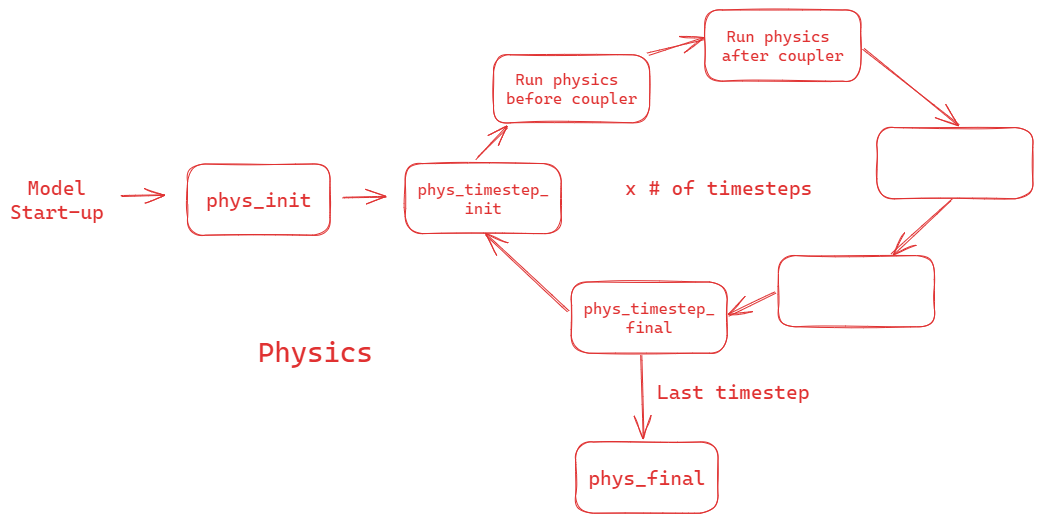 Model
Start-up
phys_init
phys_timestep_
init
Run physics
before coupler
Run physics
after coupler
x # of timesteps
phys_timestep_
final
Physics
Last timestep
phys_final